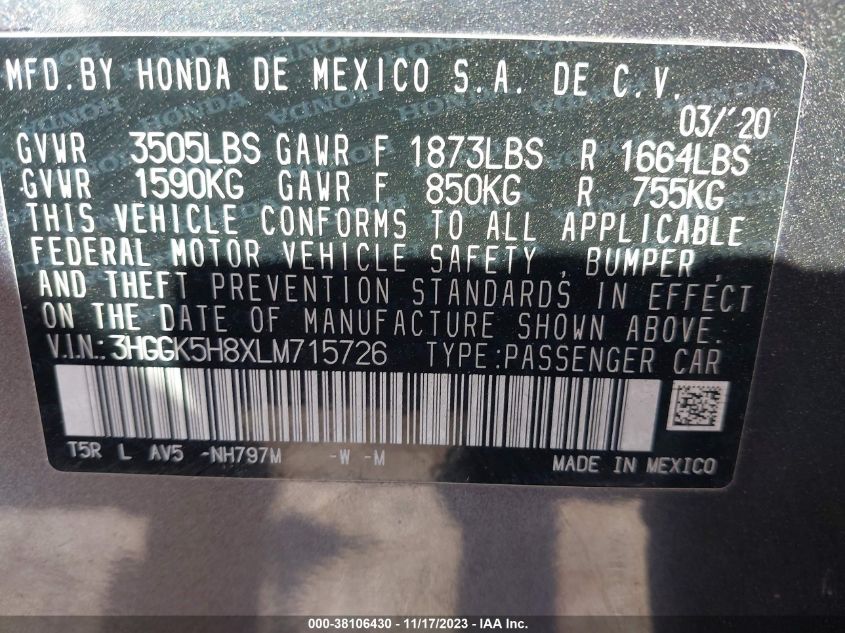 MFD.BY HONDA DE MEXICO S.A. DE C.V.
03/'20
GVWR 3505LBS GAWR F 1873LBS R 1664LBS
GVWR 1590KG GAWR F 850KG R 755KG
THIS VEHICLE CONFORMS TO ALL APPLICABLE
FEDERAL MOTOR VEHICLE SAFETY , BUMPER ,
AND THEFT PREVENTION STANDARDS IN EFFECT
ON THE DATE OF MANUFACTURE SHOWN ABOVE.
V.I.N.: 3HGGK5H8XLM715726 TYPE:PASSENGER CAR
T5R L AV5 -NH797M -W -M
MADE IN MEXICO
000-38106430 - 11/17/2023 - IAA Inc.